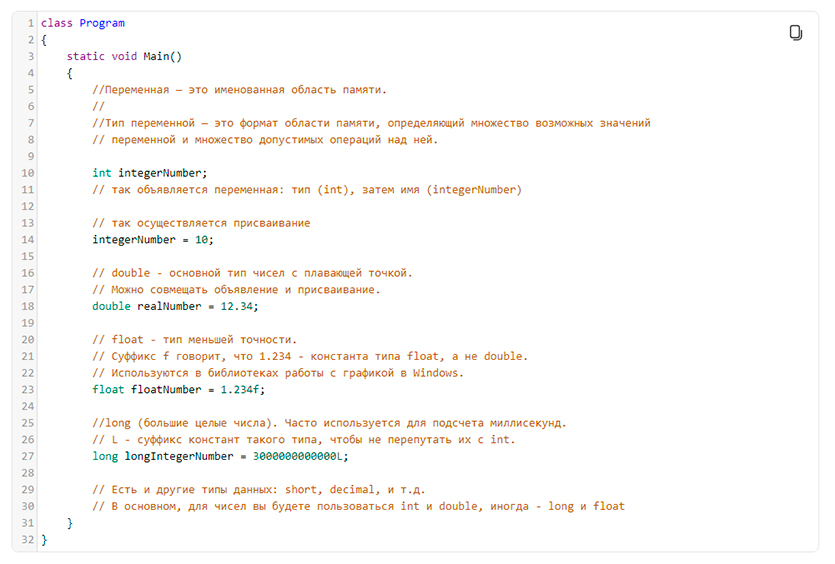 1 class Program
2 {
3     static void Main()
4     {
5         //Переменная — это именованная область памяти.
6         //
7         //Тип переменной — это формат области памяти, определяющий множество возможных значений
8         // переменной и множество допустимых операций над ней.
9
10         int integerNumber;
11         // так объявляется переменная: тип (int), затем имя (integerNumber)
12
13         // так осуществляется присваивание
14         integerNumber = 10;
15
16         // double - основной тип чисел с плавающей точкой.
17         // Можно совмещать объявление и присваивание.
18         double realNumber = 12.34;
19
20         // float - тип меньшей точности.
21         // Суффикс f говорит, что 1.234 - константа типа float, а не double.
22         // Используются в библиотеках работы с графикой в Windows.
23         float floatNumber = 1.234f;
24
25         //long (большие целые числа). Часто используется для подсчета миллисекунд.
26         // L - суффикс констант такого типа, чтобы не перепутать их с int.
27         long longIntegerNumber = 3000000000000L;
28
29         // Есть и другие типы данных: short, decimal, и т.д.
30         // В основном, для чисел вы будете пользоваться int и double, иногда - long и float
31     }
32 }